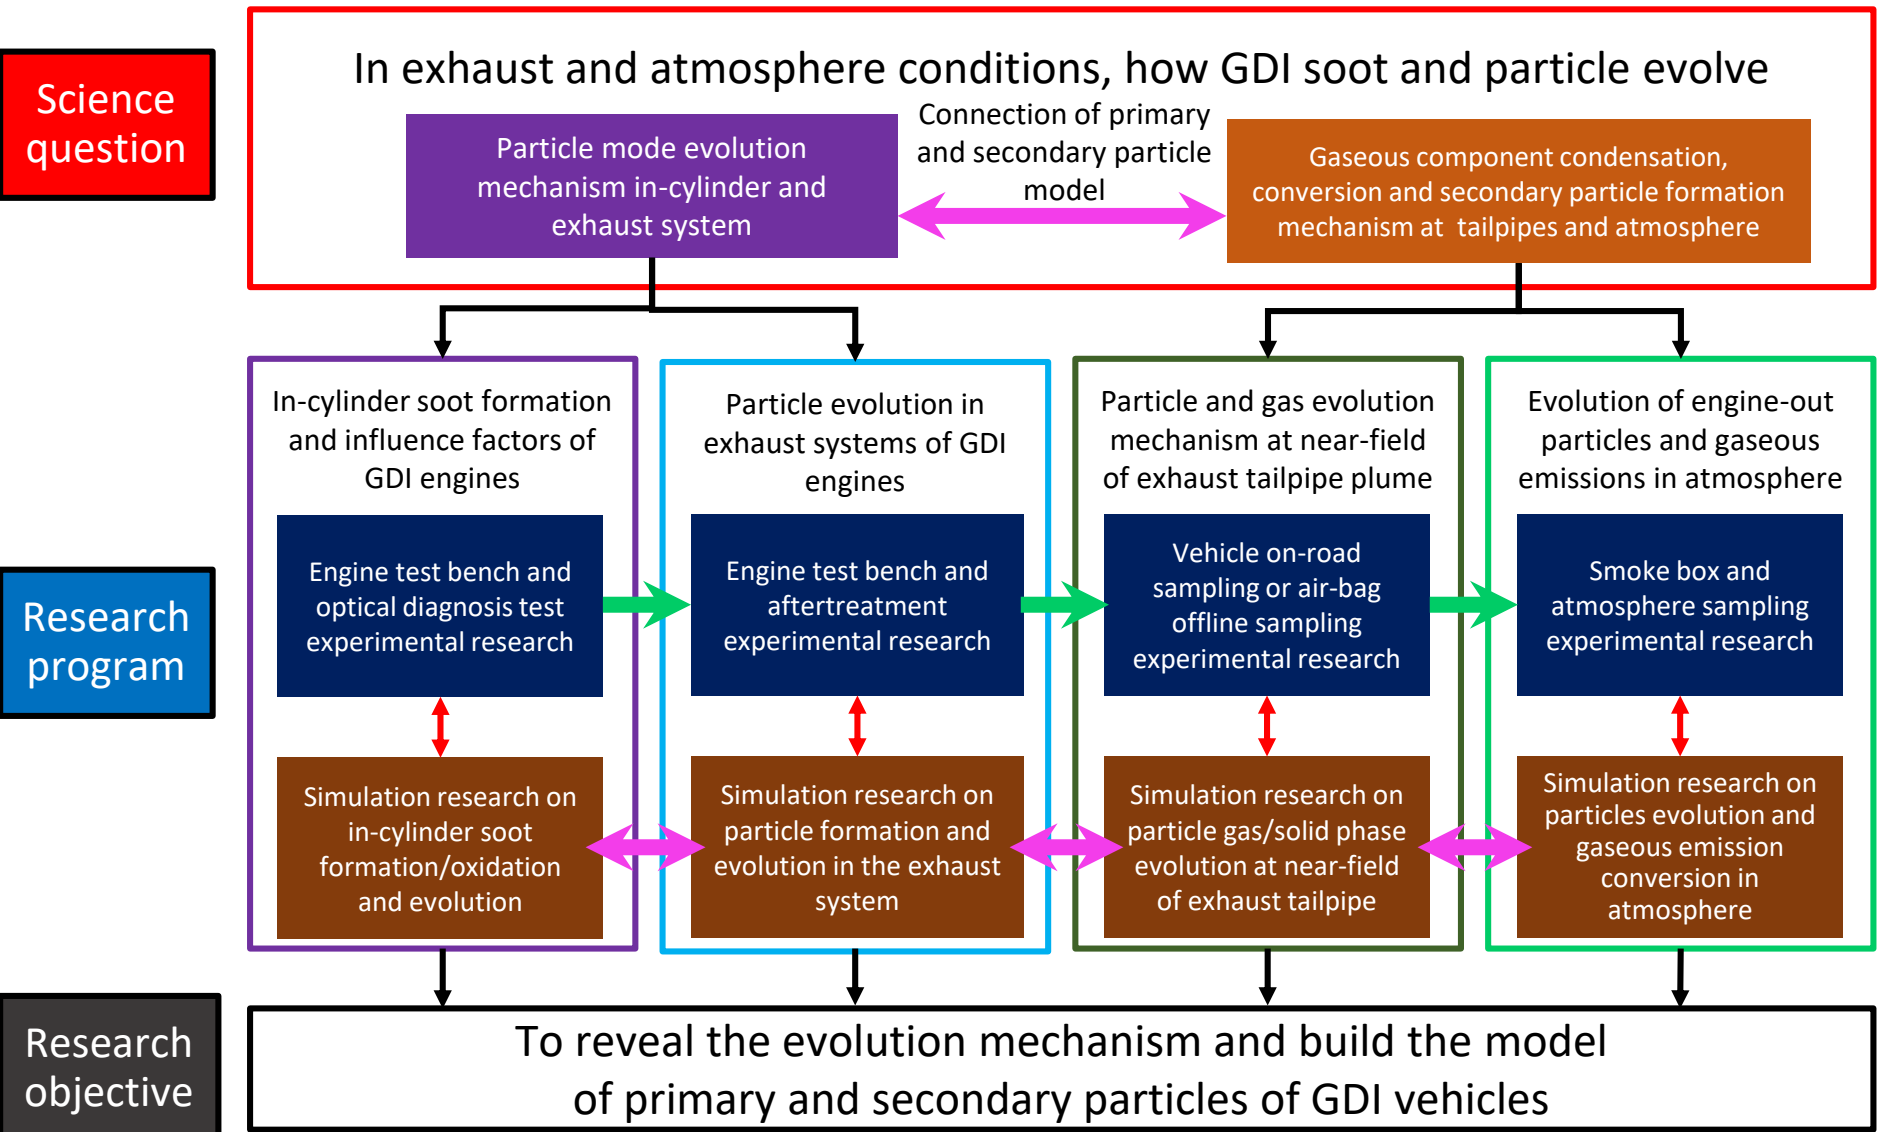 Science
question
In exhaust and atmosphere conditions, how GDI soot and particle evolve
Particle mode evolution
mechanism in-cylinder and
exhaust system
Connection of primary
and secondary particle
model
Gaseous component condensation,
conversion and secondary particle formation
mechanism at tailpipes and atmosphere
Research
program
In-cylinder soot formation
and influence factors of
GDI engines
Engine test bench and
optical diagnosis test
experimental research
Simulation research on
in-cylinder soot
formation/oxidation
and evolution
Particle evolution in
exhaust systems of GDI
engines
Engine test bench and
aftertreatment
experimental research
Simulation research on
particle formation and
evolution in the exhaust
system
Particle and gas evolution
mechanism at near-field
of exhaust tailpipe plume
Vehicle on-road
sampling or air-bag
offline sampling
experimental research
Simulation research on
particle gas/solid phase
evolution at near-field
of exhaust tailpipe
Evolution of engine-out
particles and gaseous
emissions in atmosphere
Smoke box and
atmosphere sampling
experimental research
Simulation research on
particles evolution and
gaseous emission
conversion in
atmosphere
Research
objective
To reveal the evolution mechanism and build the model
of primary and secondary particles of GDI vehicles